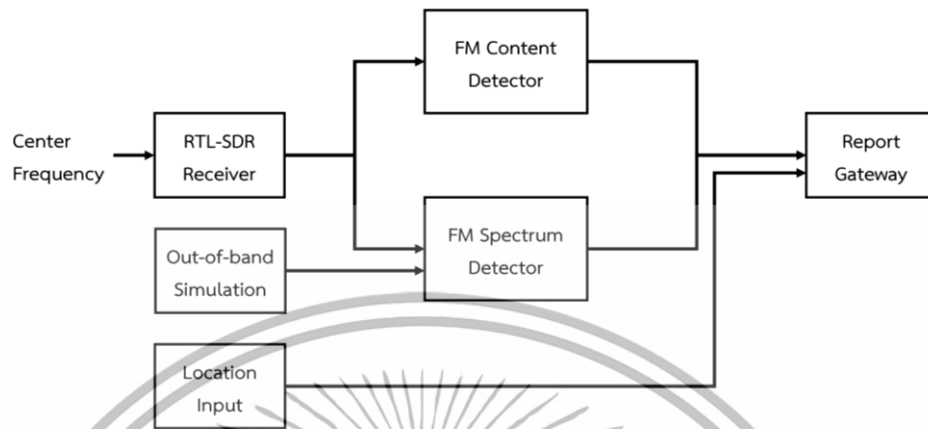 FM Content
Detector
Center
Frequency
RTL-SDR
Receiver
Report
Gateway
Out-of-band
Simulation
FM Spectrum
Detector
Location
Input